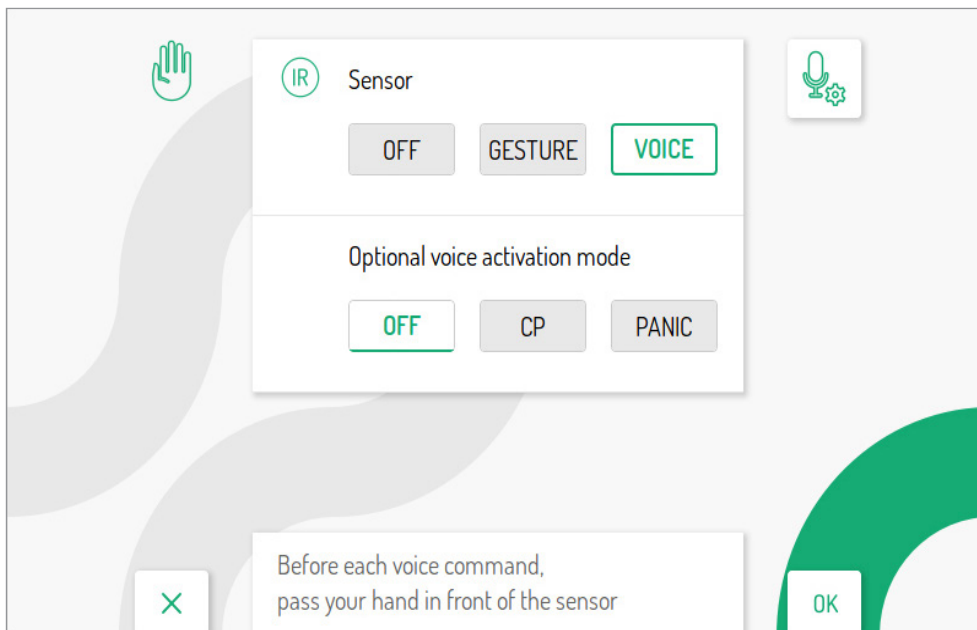 IR Sensor
OFF GESTURE VOICE
Optional voice activation mode
OFF CP PANIC
Before each voice command,
pass your hand in front of the sensor
OK